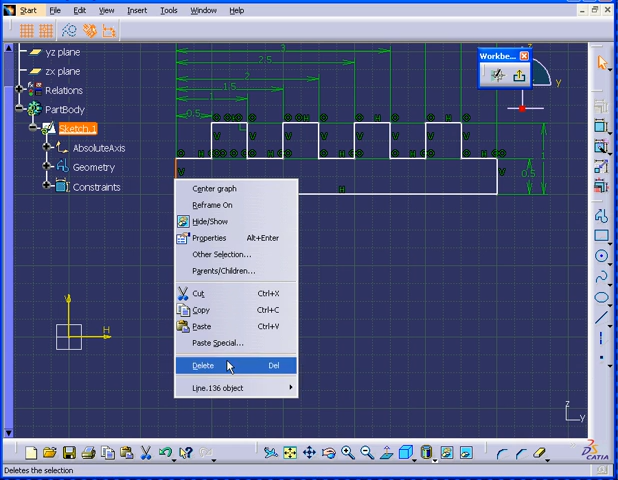 Start File Edit View Insert Tools Window Help
yz plane
zx plane
Relations
PartBody
Sketch.1
AbsoluteAxis
Geometry
Constraints
Workbe...
z
y
3
2.5
2
1.5
1
0.5
1
0.5
H
V
Center graph
Reframe On
Hide/Show
Properties Alt+Enter
Other Selection...
Parents/Children...
Cut Ctrl+X
Copy Ctrl+C
Paste Ctrl+V
Paste Special...
Delete Del
Line.136 object
V
H
z
y
CATIA
Deletes the selection